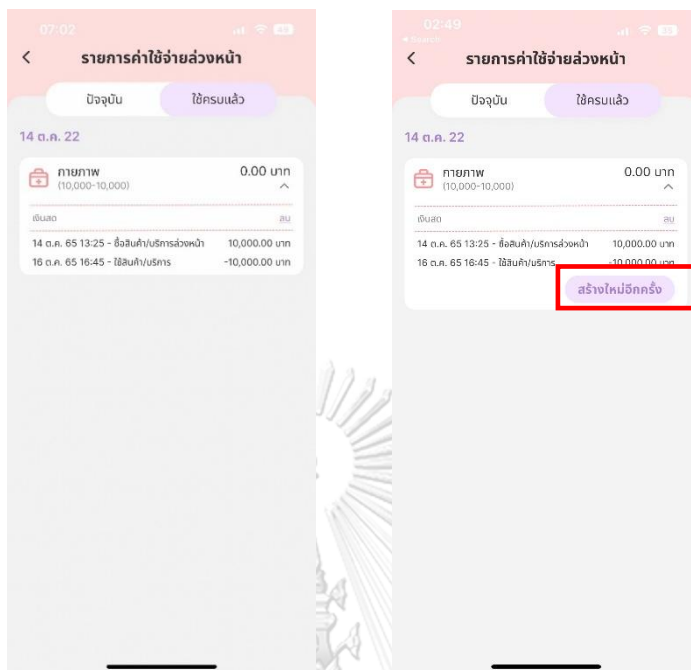 07:02
43
รายการค่าใช้จ่ายล่วงหน้า
ปัจจุบัน ใช้ครบแล้ว
14 ต.ค. 22
กายภาพ 0.00 บาท
(10,000-10,000)
เงินสด ลบ
14 ต.ค. 65 13:25 - ซื้อสินค้า/บริการล่วงหน้า 10,000.00 บาท
16 ต.ค. 65 16:45 - ใช้สินค้า/บริการ -10,000.00 บาท
02:49
Search
รายการค่าใช้จ่ายล่วงหน้า
ปัจจุบัน ใช้ครบแล้ว
14 ต.ค. 22
กายภาพ 0.00 บาท
(10,000-10,000)
เงินสด ลบ
14 ต.ค. 65 13:25 - ซื้อสินค้า/บริการล่วงหน้า 10,000.00 บาท
16 ต.ค. 65 16:45 - ใช้สินค้า/บริการ -10,000.00 บาท
สร้างใหม่อีกครั้ง